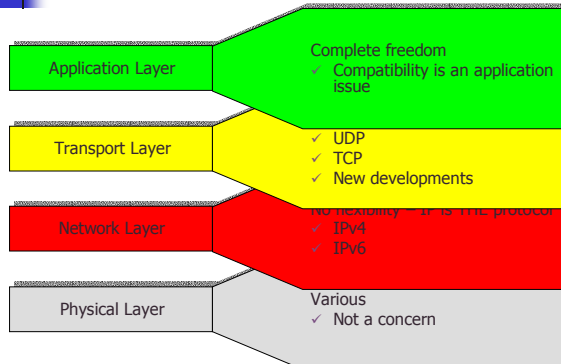 Application Layer
Complete freedom
✓ Compatibility is an application
issue
Transport Layer
✓ UDP
✓ TCP
✓ New developments
Network Layer
No flexibility – IP is THE protocol
✓ IPv4
✓ IPv6
Physical Layer
Various
✓ Not a concern